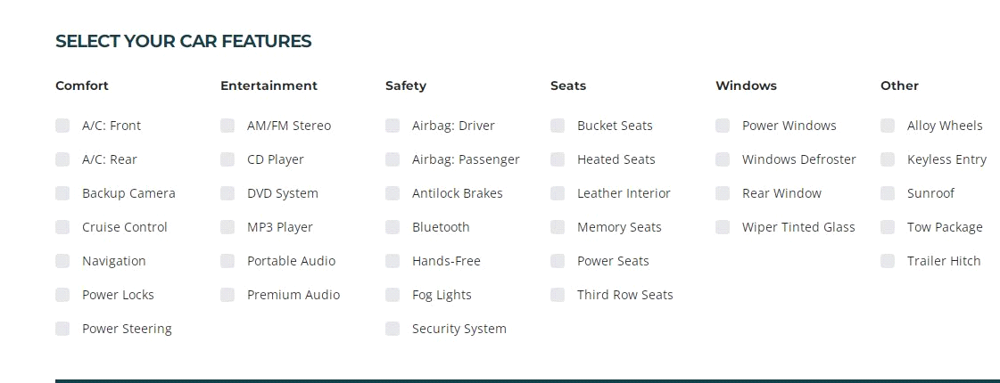 SELECT YOUR CAR FEATURES
Comfort
A/C: Front
A/C: Rear
Backup Camera
Cruise Control
Navigation
Power Locks
Power Steering
Entertainment
AM/FM Stereo
CD Player
DVD System
MP3 Player
Portable Audio
Premium Audio
Safety
Airbag: Driver
Airbag: Passenger
Antilock Brakes
Bluetooth
Hands-Free
Fog Lights
Security System
Seats
Bucket Seats
Heated Seats
Leather Interior
Memory Seats
Power Seats
Third Row Seats
Windows
Power Windows
Windows Defroster
Rear Window
Wiper Tinted Glass
Other
Alloy Wheels
Keyless Entry
Sunroof
Tow Package
Trailer Hitch